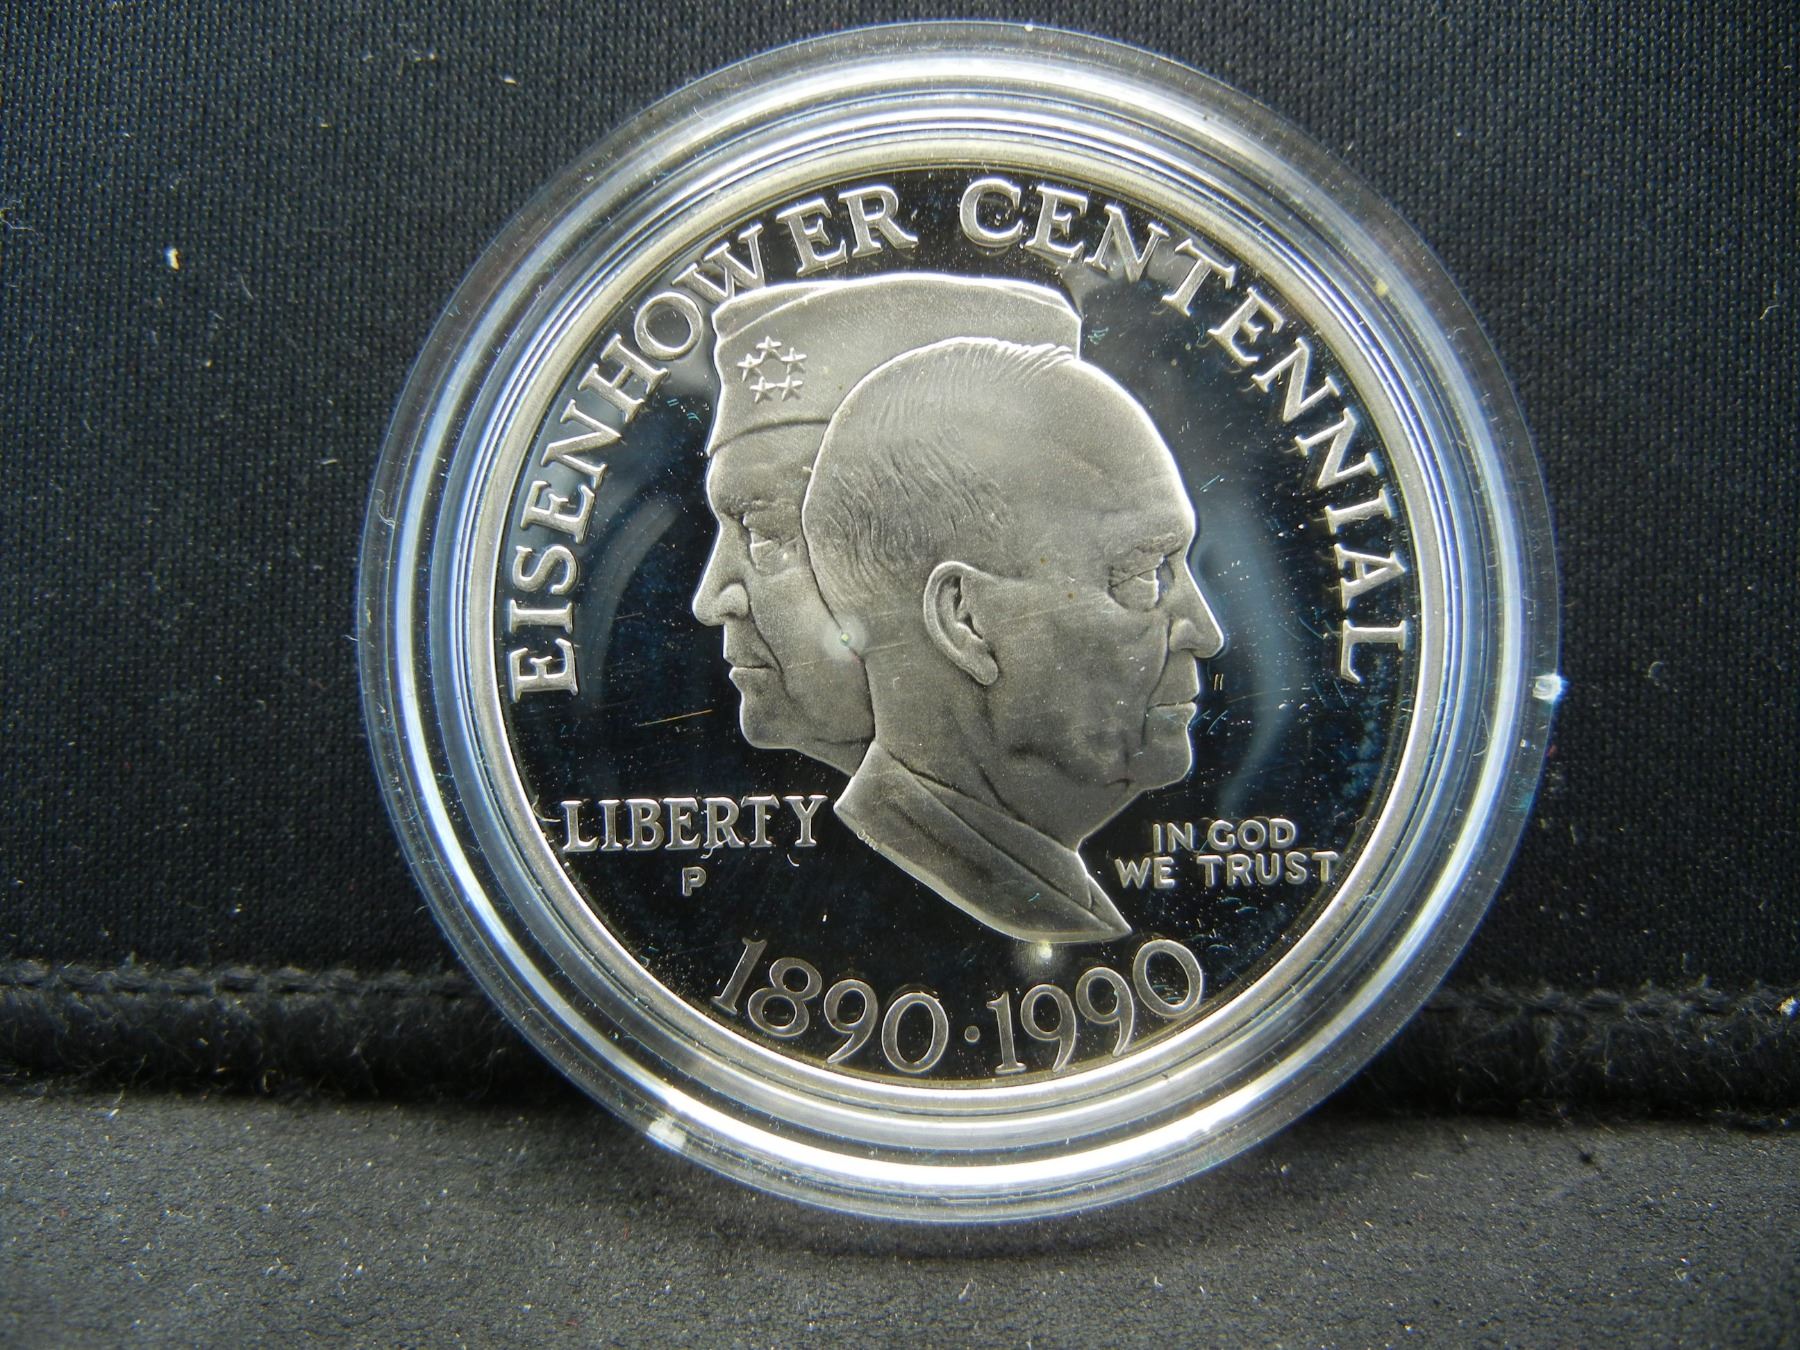 EISENHOWER CENTENNIAL
LIBERTY
P
IN GOD
WE TRUST
1890·1990